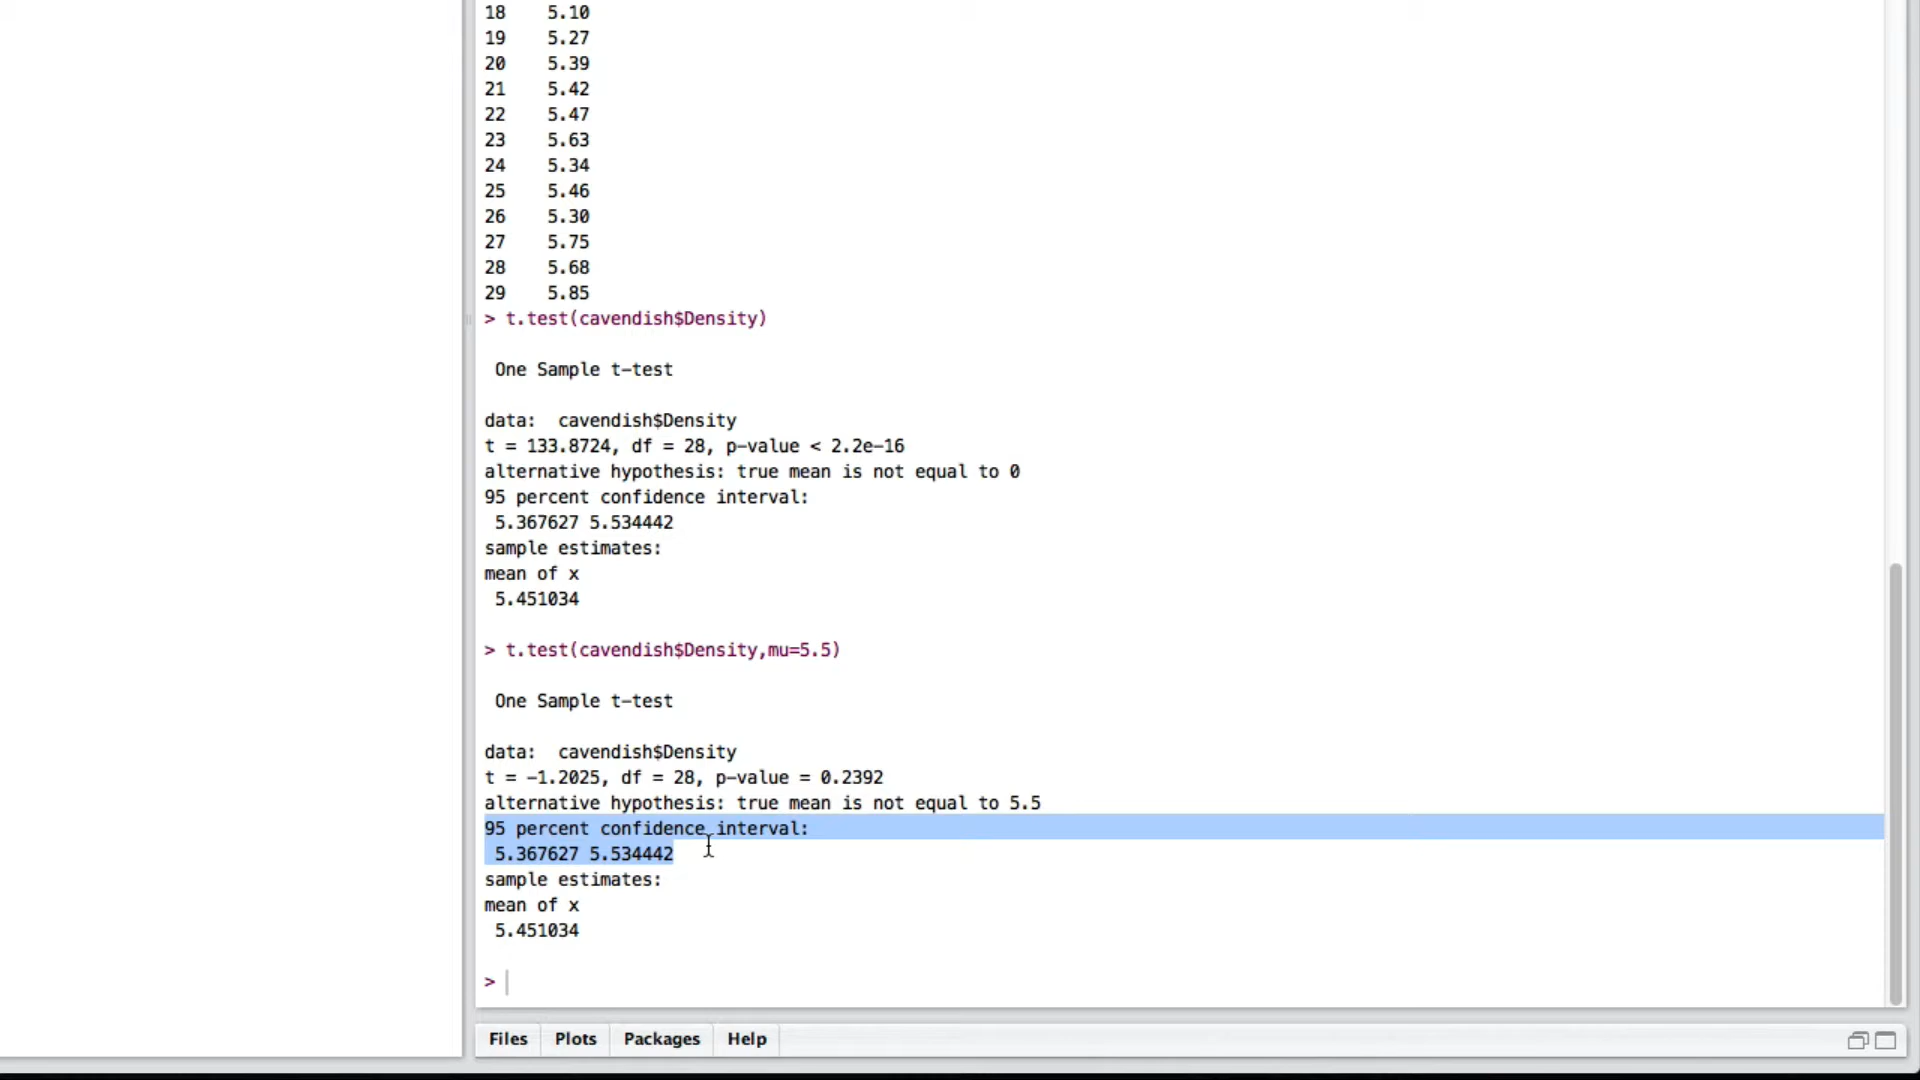 18    5.10
19    5.27
20    5.39
21    5.42
22    5.47
23    5.63
24    5.34
25    5.46
26    5.30
27    5.75
28    5.68
29    5.85
> t.test(cavendish$Density)
One Sample t-test
data:  cavendish$Density
t = 133.8724, df = 28, p-value < 2.2e-16
alternative hypothesis: true mean is not equal to 0
95 percent confidence interval:
5.367627 5.534442
sample estimates:
mean of x
5.451034
> t.test(cavendish$Density,mu=5.5)
One Sample t-test
data:  cavendish$Density
t = -1.2025, df = 28, p-value = 0.2392
alternative hypothesis: true mean is not equal to 5.5
95 percent confidence interval:
5.367627 5.534442
sample estimates:
mean of x
5.451034
>
Files Plots Packages Help